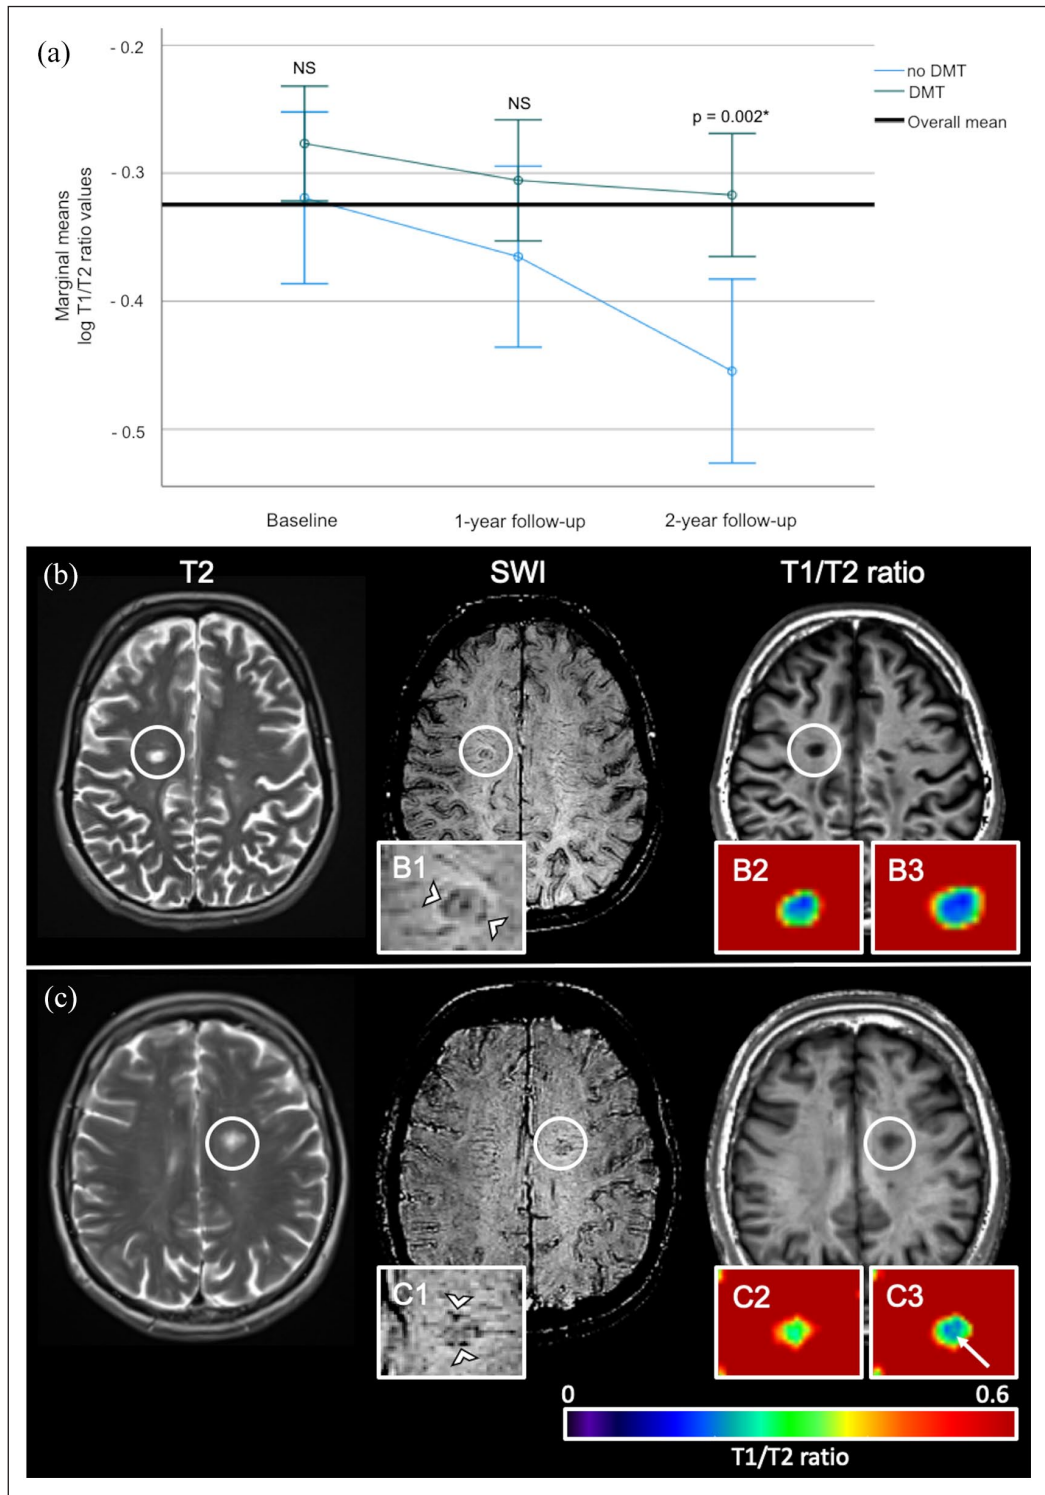 (a)
- 0.2
- 0.3
- 0.4
- 0.5
Marginal means
log T1/T2 ratio values
NS
NS
p = 0.002*
no DMT
DMT
Overall mean
Baseline
1-year follow-up
2-year follow-up
(b)
T2
SWI
T1/T2 ratio
B1
B2
B3
(c)
C1
C2
C3
0
0.6
T1/T2 ratio